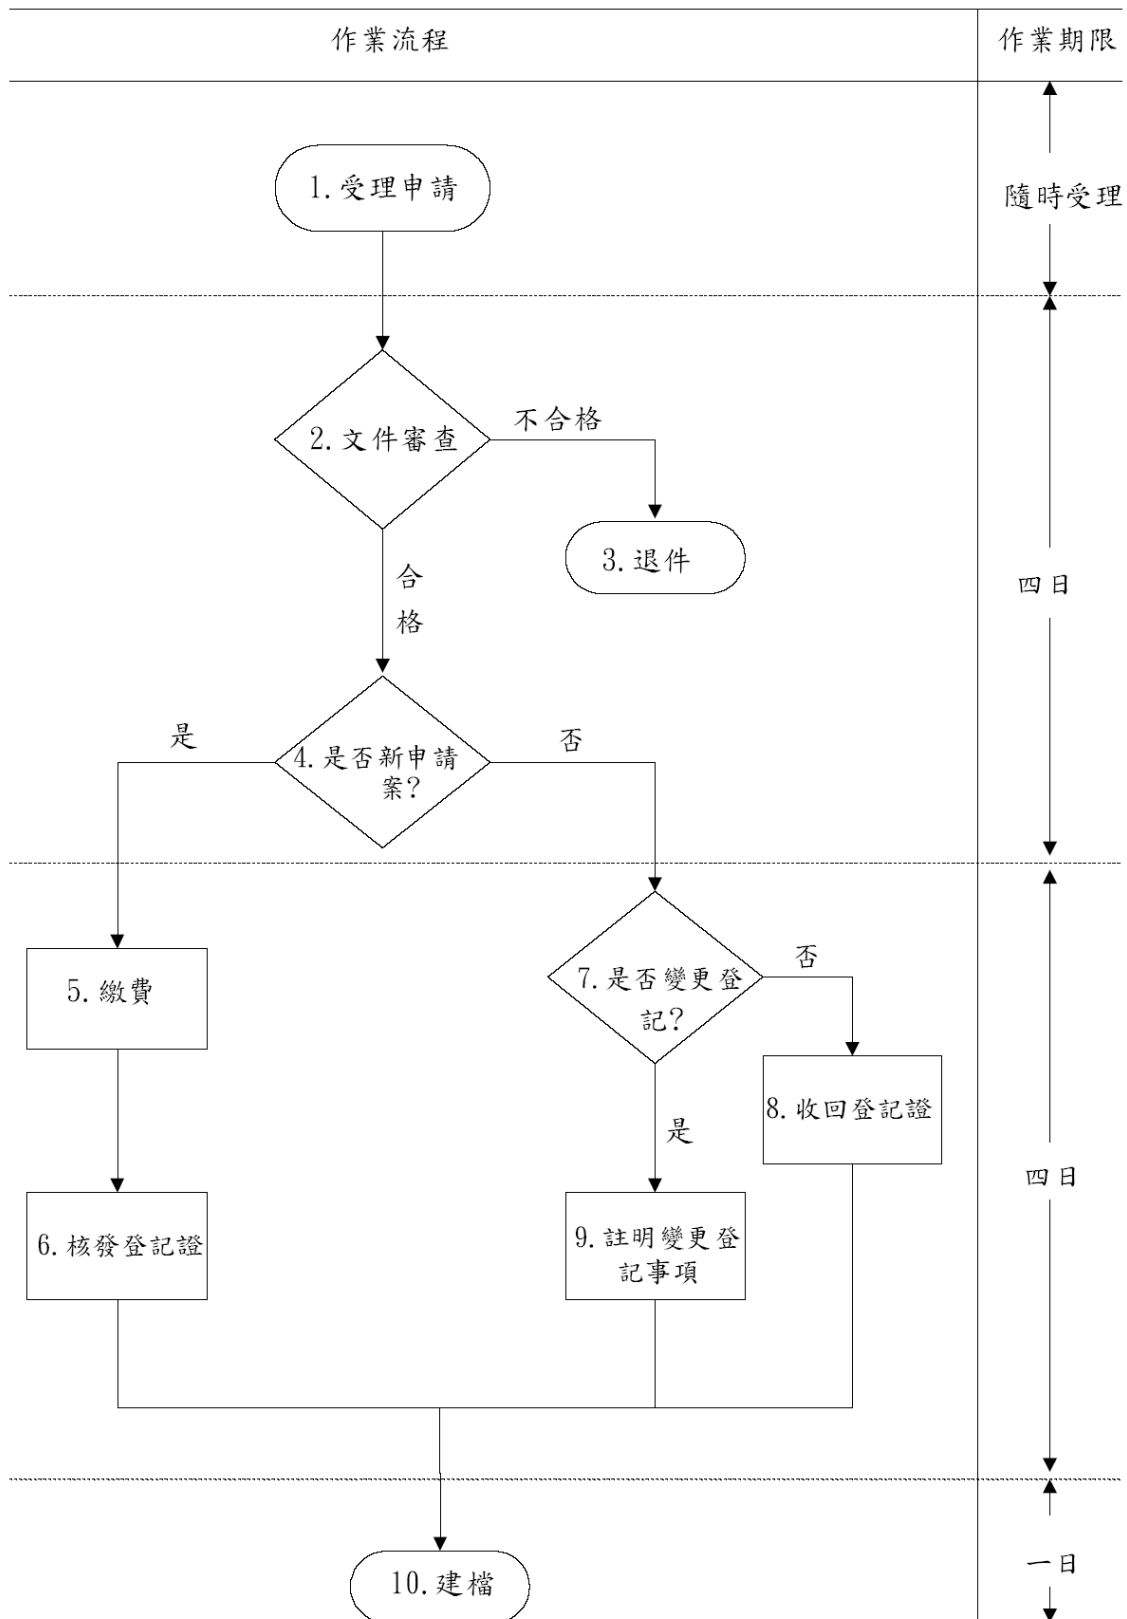 作業流程
作業期限
1.受理申請
隨時受理
2.文件審查
不合格
3.退件
合
格
四日
4.是否新申請
案?
是
否
5.繳費
7.是否變更登
記?
否
8.收回登記證
是
四日
6.核發登記證
9.註明變更登
記事項
10.建檔
一日